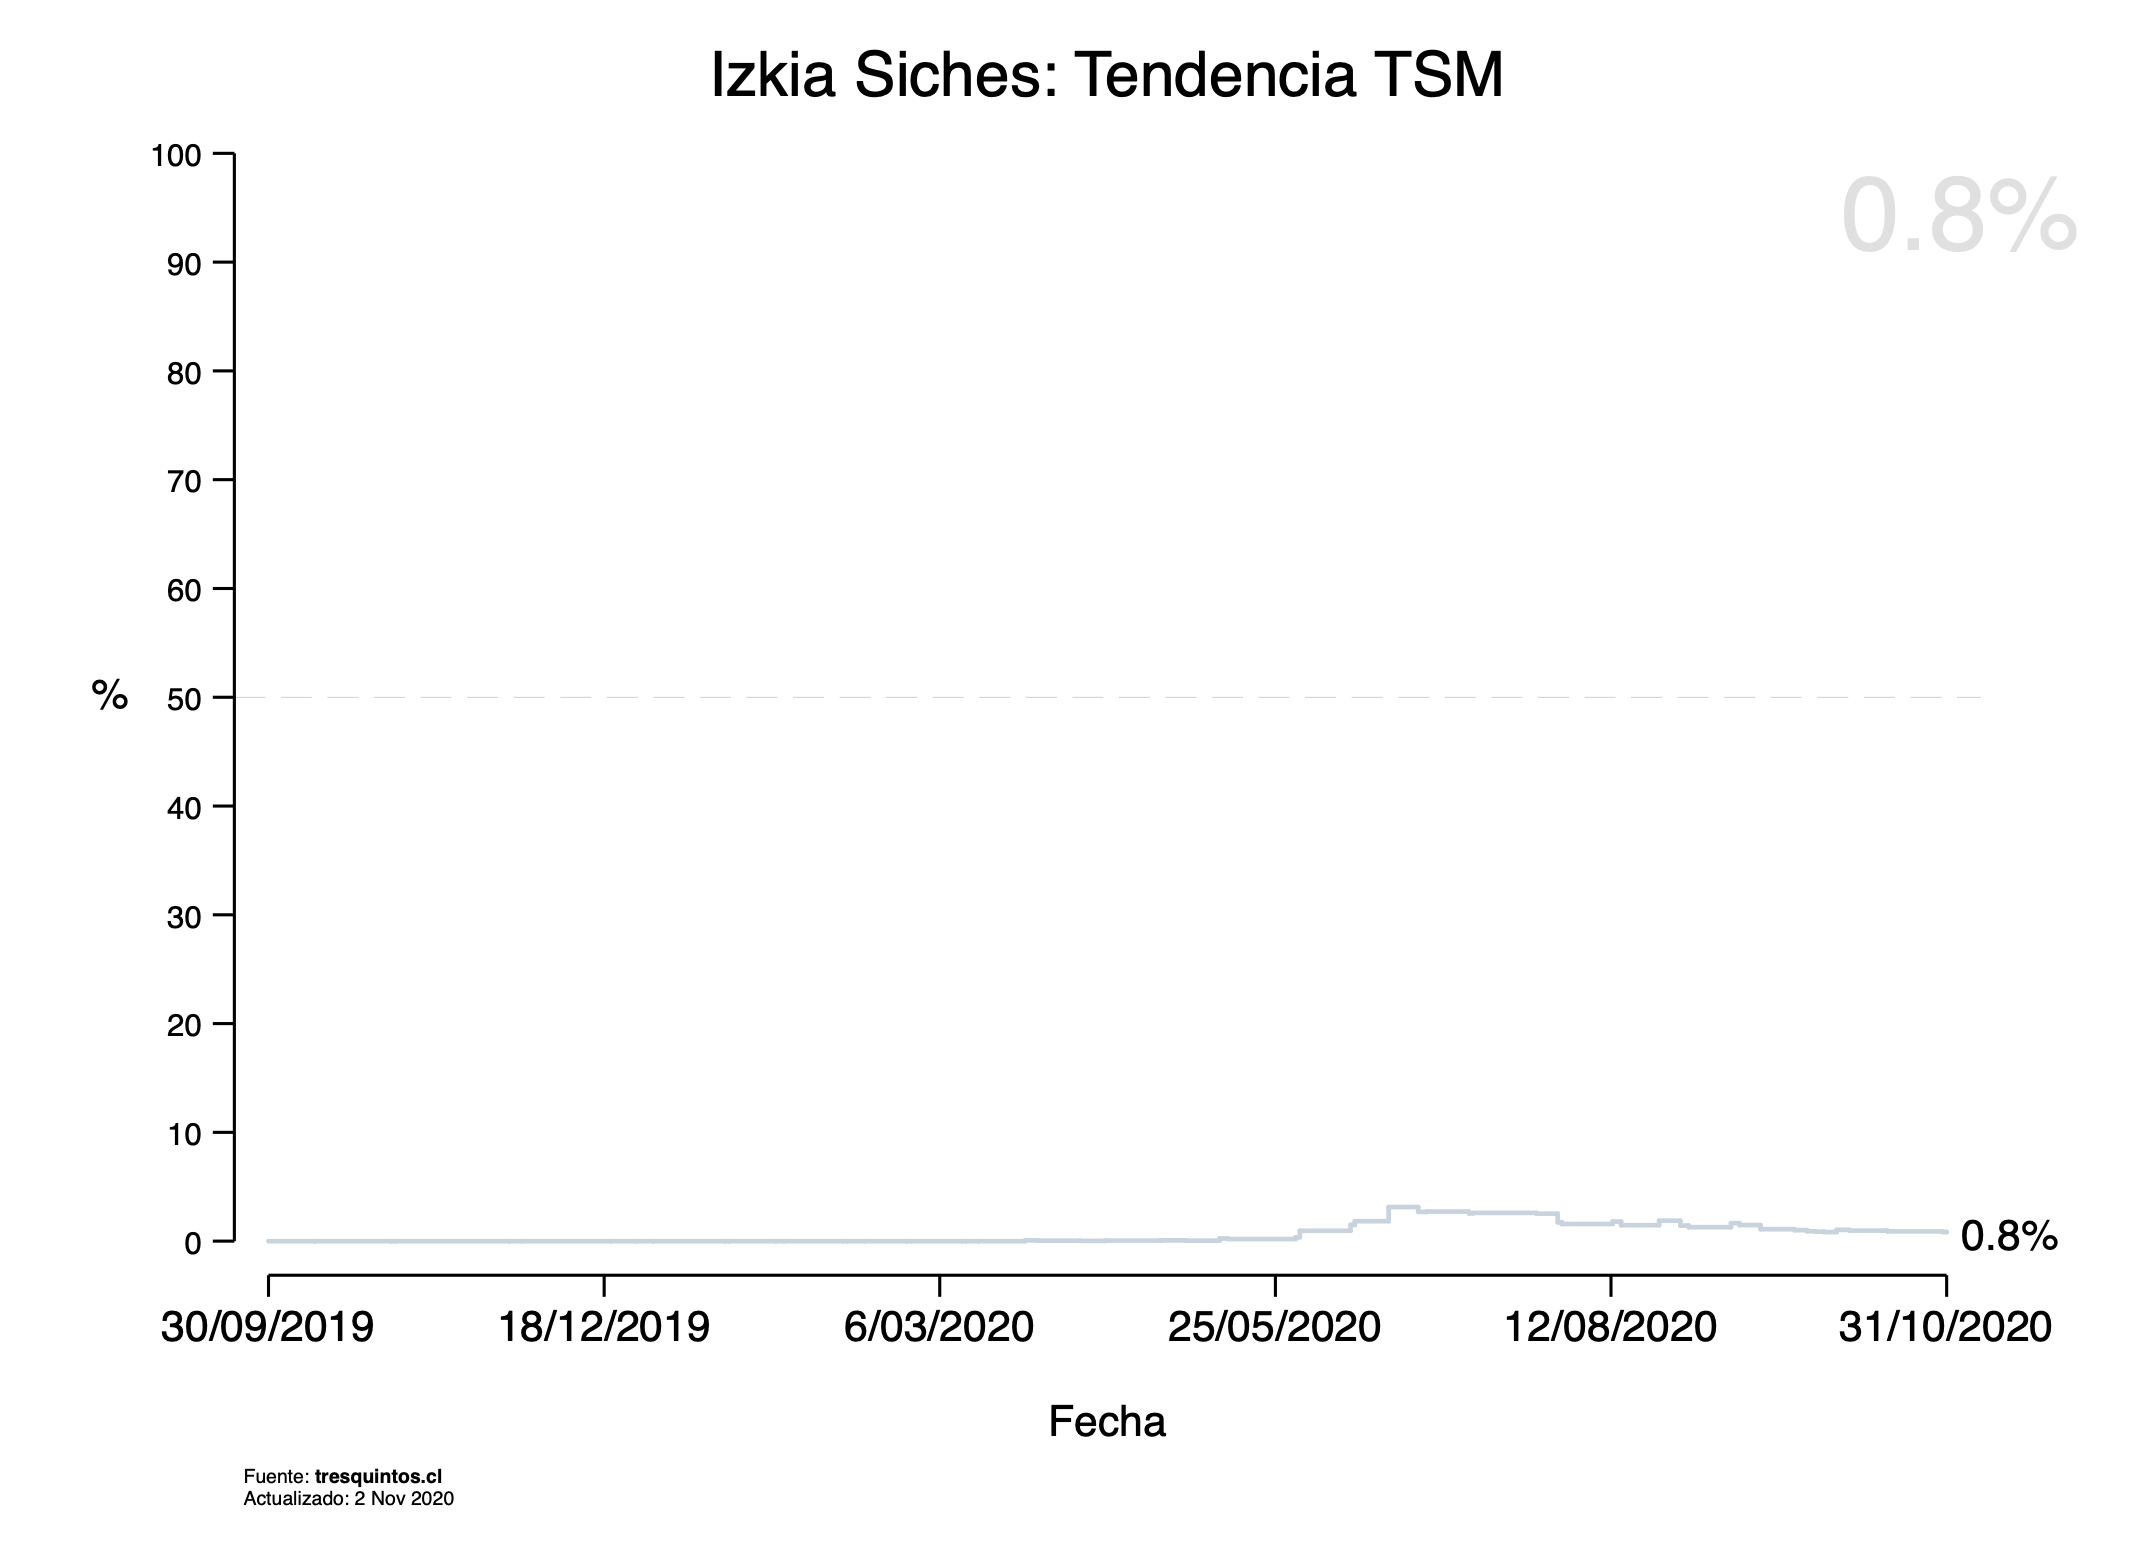 Izkia Siches: Tendencia TSM
0.8%
100
90
80
70
60
50
40
30
20
10
0
%
0.8%
30/09/2019 18/12/2019 6/03/2020 25/05/2020 12/08/2020 31/10/2020
Fecha
Fuente: tresquintos.cl
Actualizado: 2 Nov 2020